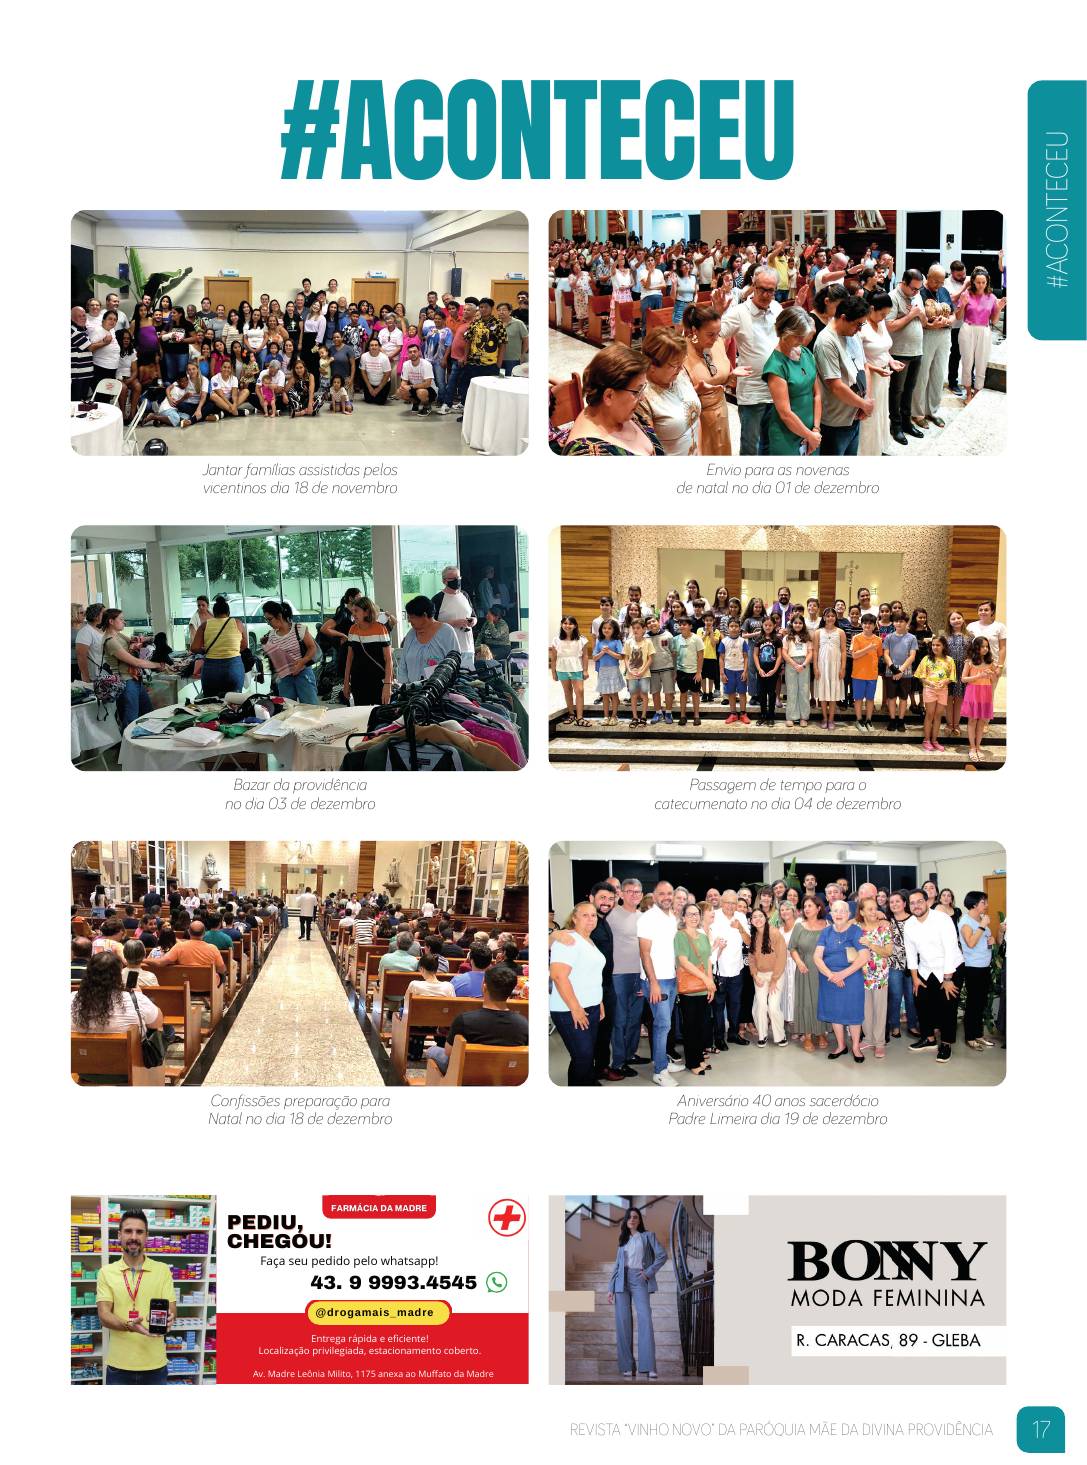 #ACONTECEU
#ACONTECEU
Jantar famílias assistidas pelos
vicentinos dia 18 de novembro
Envio para as novenas
de natal no dia 01 de dezembro
Bazar da providência
no dia 03 de dezembro
Passagem de tempo para o
catecumenato no dia 04 de dezembro
Confissões preparação para
Natal no dia 18 de dezembro
Aniversário 40 anos sacerdócio
Padre Limeira dia 19 de dezembro
FARMÁCIA DA MADRE
PEDIU,
CHEGOU!
Faça seu pedido pelo whatsapp!
43. 9 9993.4545
@drogamais_madre
Entrega rápida e eficiente!
Localização privilegiada, estacionamento coberto.
Av. Madre Leônia Milito, 1175 anexa ao Muffato da Madre
BONNY
MODA FEMININA
R. CARACAS, 89 - GLEBA
REVISTA "VINHO NOVO" DA PARÓQUIA MÃE DA DIVINA PROVIDÊNCIA
17